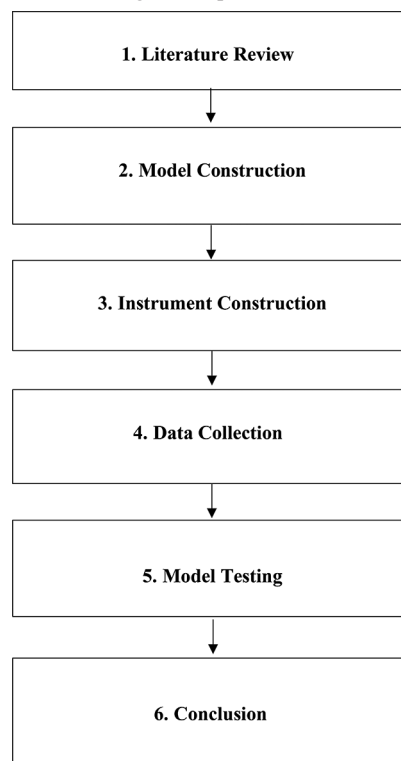 1. Literature Review
2. Model Construction
3. Instrument Construction
4. Data Collection
5. Model Testing
6. Conclusion